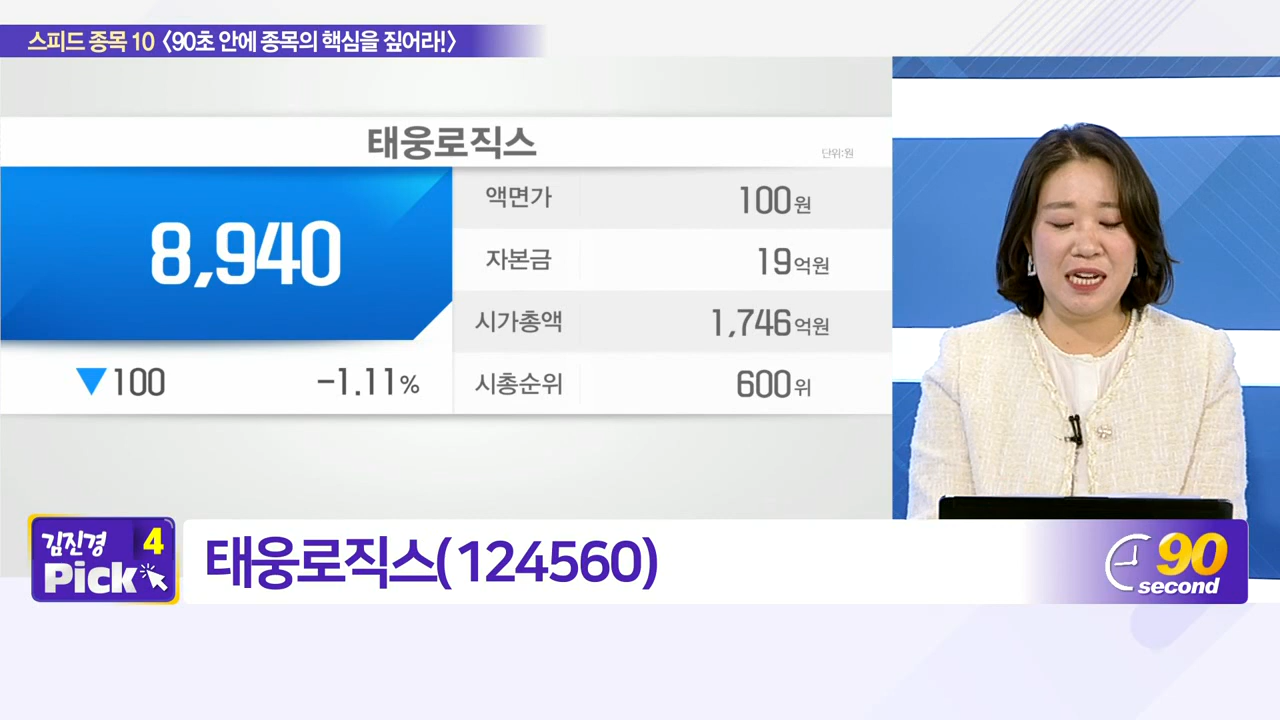 스피드 종목 10 〈90초 안에 종목의 핵심을 짚어라!〉
태웅로직스
단위:원
8,940
▼100 -1.11%
액면가 100원
자본금 19억원
시가총액 1,746억원
시총순위 600위
김진경 4
Pick
태웅로직스(124560)
90
second